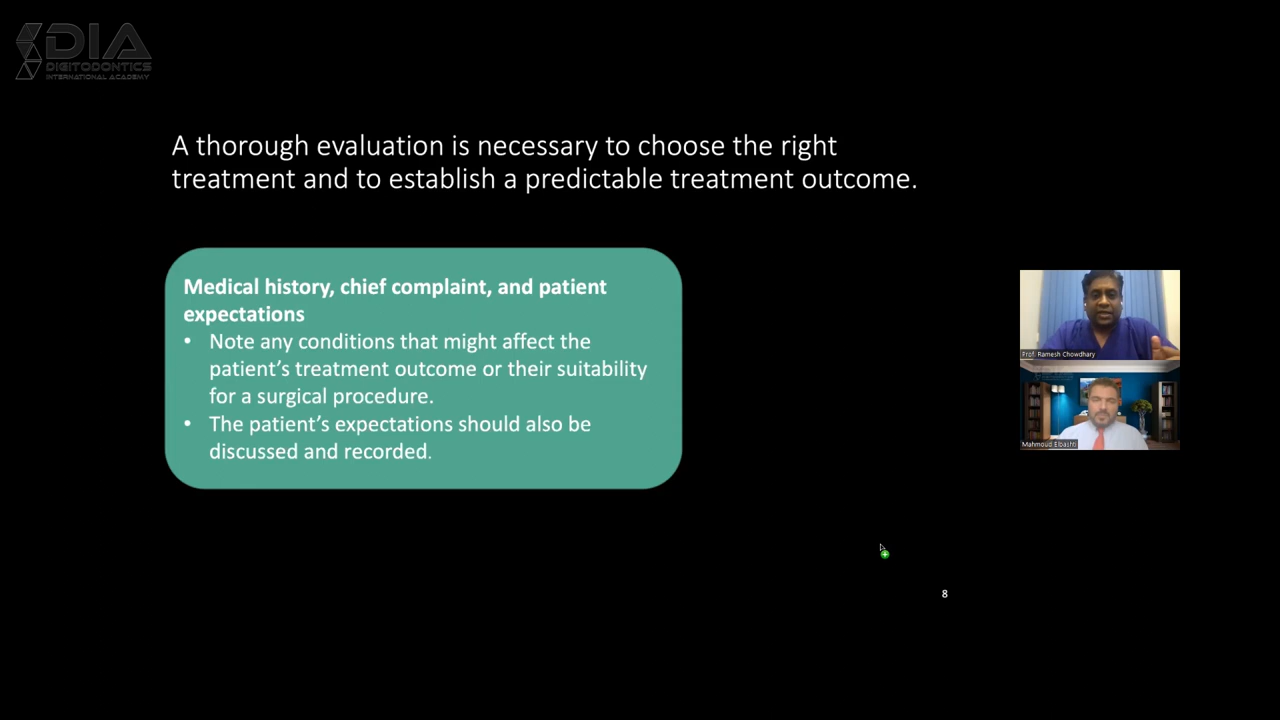 DIA
DIGITODONTICS
INTERNATIONAL ACADEMY
A thorough evaluation is necessary to choose the right
treatment and to establish a predictable treatment outcome.
Medical history, chief complaint, and patient
expectations
• Note any conditions that might affect the
patient’s treatment outcome or their suitability
for a surgical procedure.
• The patient’s expectations should also be
discussed and recorded.
Prof. Ramesh Chowdhary
Mahmoud Elbashti
8